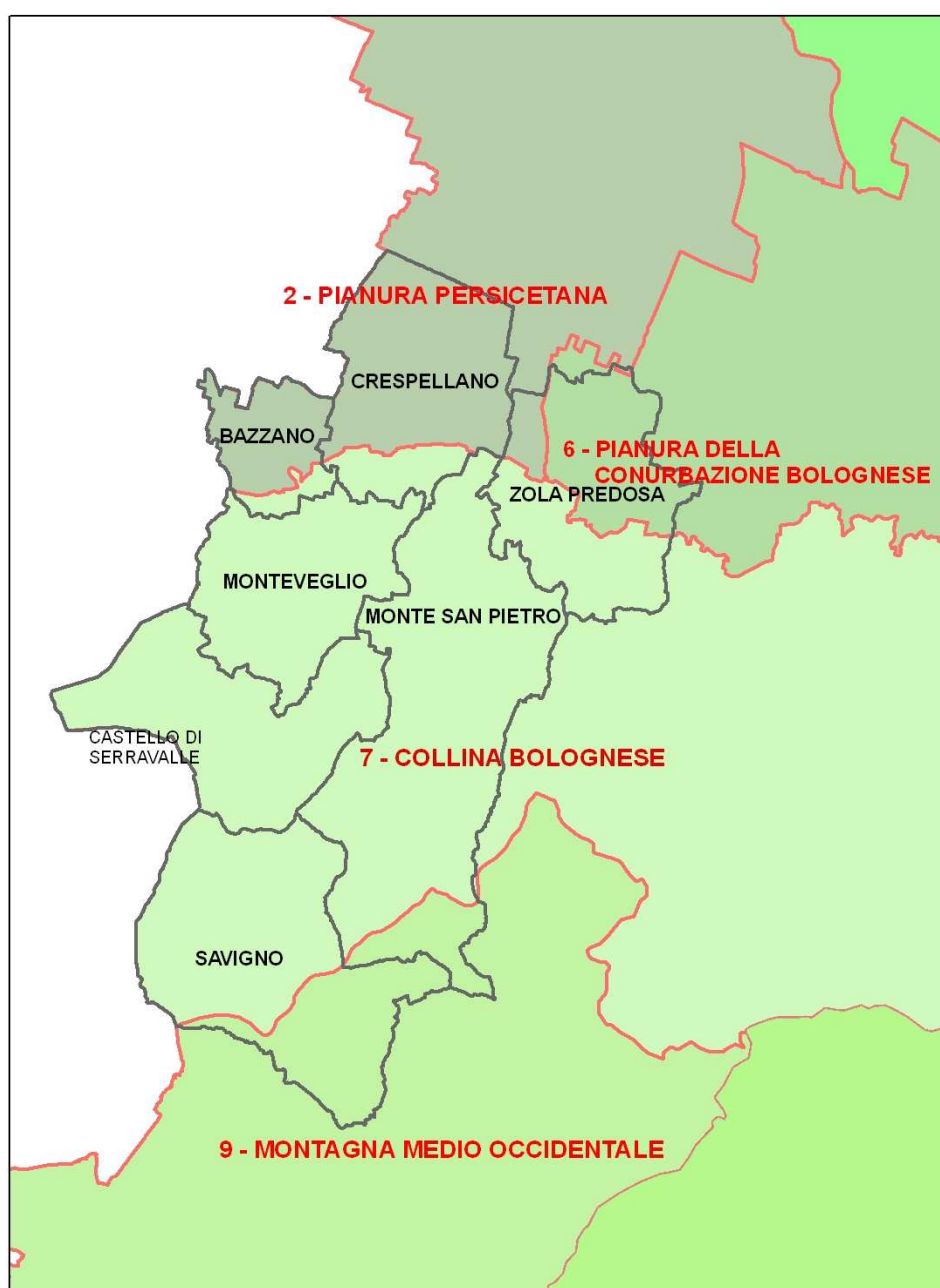 2 - PIANURA PERSICETANA
CRESPELLANO
BAZZANO
6 - PIANURA DELLA
CONURBAZIONE BOLOGNESE
ZOLA PREDOSA
MONTEVEGLIO
MONTE SAN PIETRO
CASTELLO DI
SERRAVALLE
7 - COLLINA BOLOGNESE
SAVIGNO
9 - MONTAGNA MEDIO OCCIDENTALE